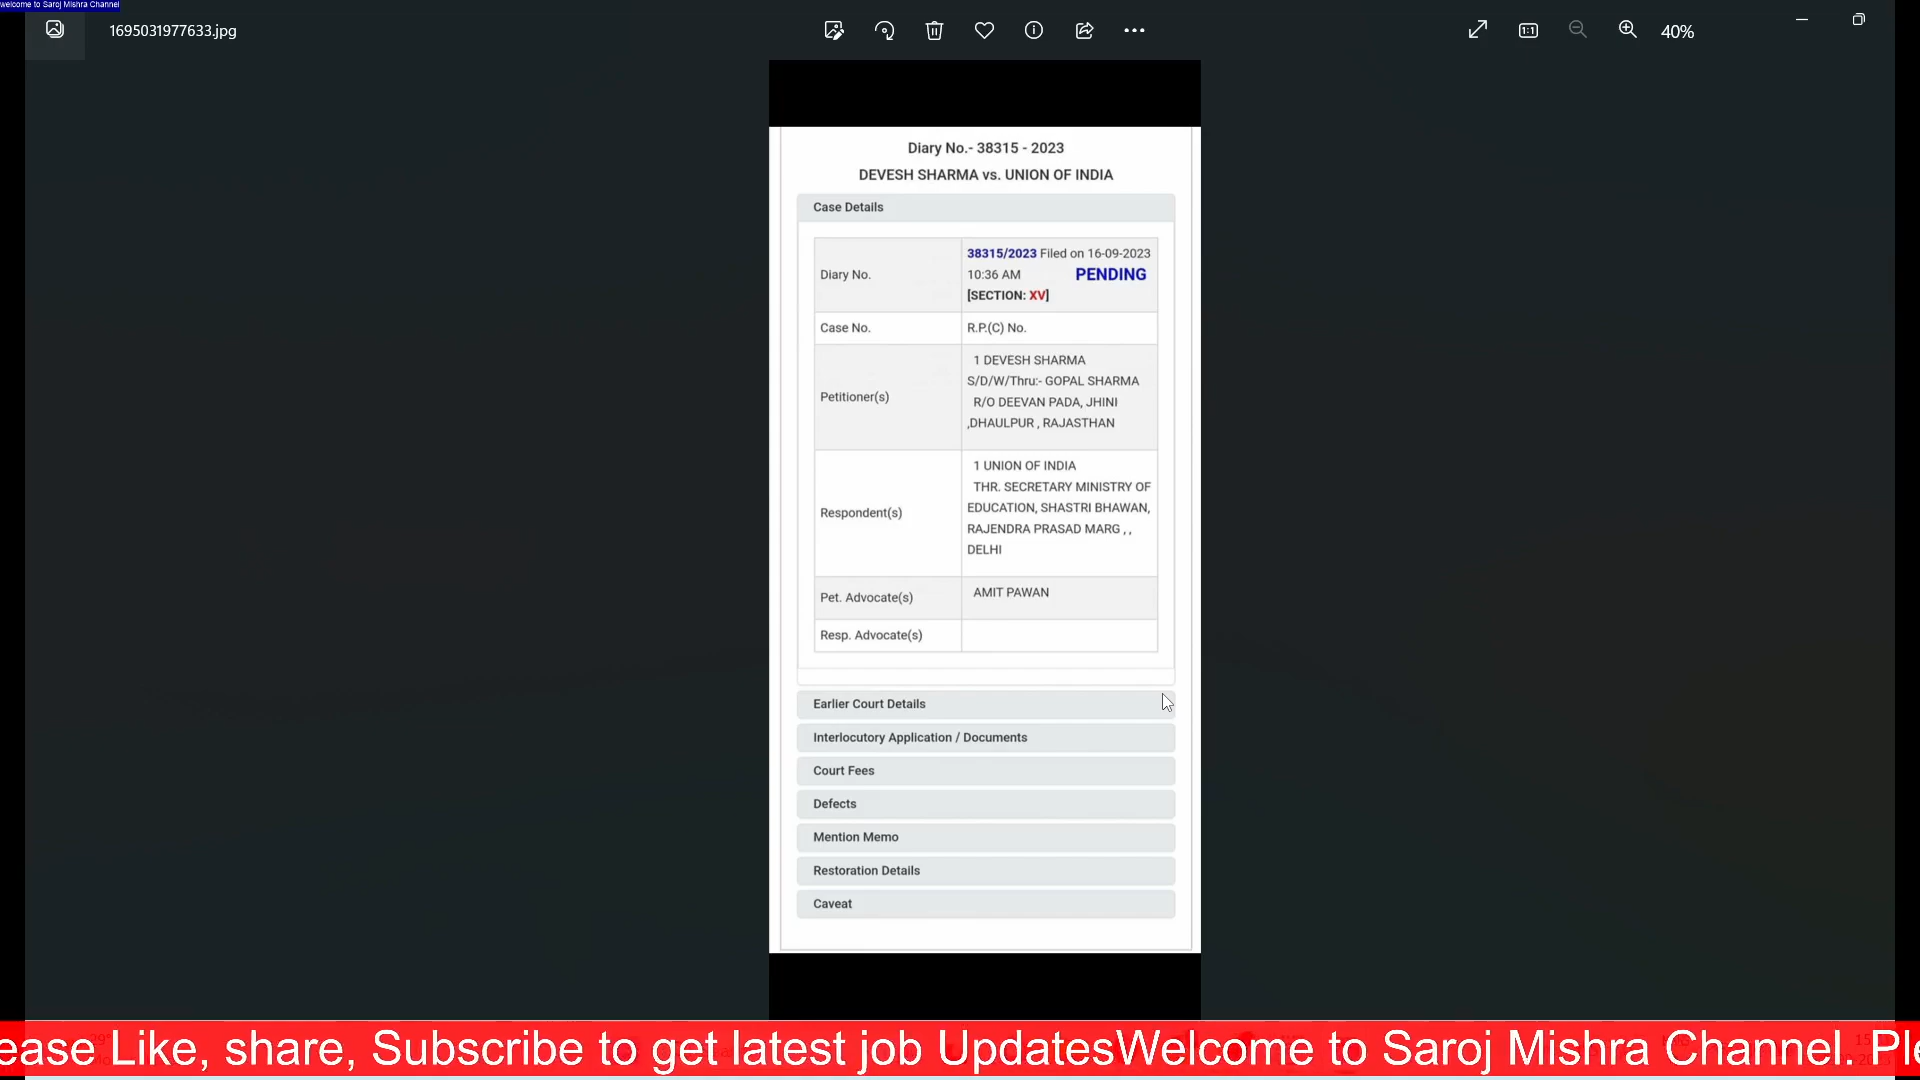 welcome to Saroj Mishra Channel
1695031977633.jpg
40%
Diary No.- 38315 - 2023
DEVESH SHARMA vs. UNION OF INDIA
Case Details
Diary No.
38315/2023 Filed on 16-09-2023
10:36 AM PENDING
[SECTION: XV]
Case No.
R.P.(C) No.
Petitioner(s)
1 DEVESH SHARMA
S/D/W/Thru:- GOPAL SHARMA
R/O DEEVAN PADA, JHINI
,DHAULPUR , RAJASTHAN
Respondent(s)
1 UNION OF INDIA
THR. SECRETARY MINISTRY OF
EDUCATION, SHASTRI BHAWAN,
RAJENDRA PRASAD MARG , ,
DELHI
Pet. Advocate(s)
AMIT PAWAN
Resp. Advocate(s)
Earlier Court Details
Interlocutory Application / Documents
Court Fees
Defects
Mention Memo
Restoration Details
Caveat
ease Like, share, Subscribe to get latest job UpdatesWelcome to Saroj Mishra Channel. Ple